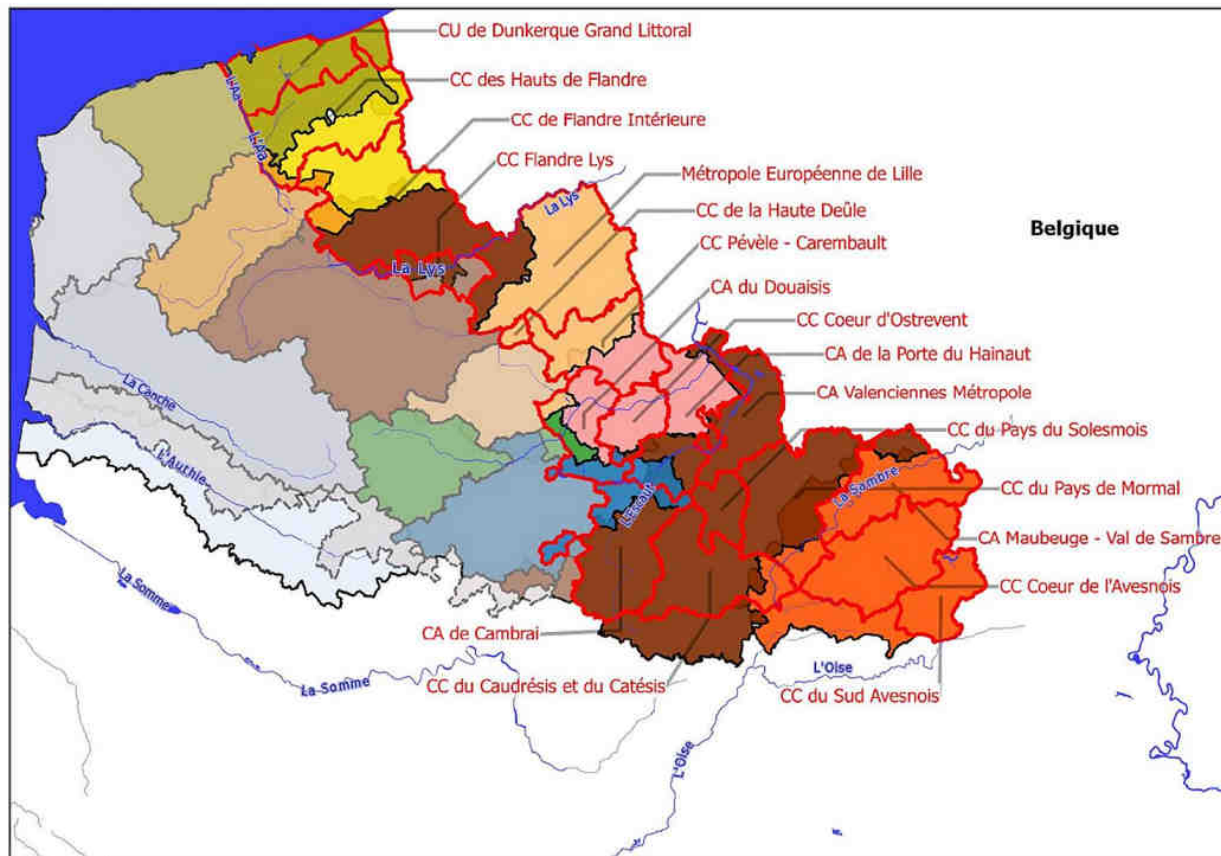 CU de Dunkerque Grand Littoral
CC des Hauts de Flandre
CC de Flandre Intérieure
CC Flandre Lys
Métropole Européenne de Lille
CC de la Haute Deûle
CC Pévèle - Carembault
CA du Douaisis
CC Coeur d'Ostrevent
CA de la Porte du Hainaut
CA Valenciennes Métropole
CC du Pays du Solesmois
CC du Pays de Mormal
CA Maubeuge - Val de Sambre
CC Coeur de l'Avesnois
CC du Sud Avesnois
CA de Cambrai
CC du Caudrésis et du Catésis
Belgique
L'Aa
L'Aa
La Lys
La Lys
La Canche
L'Authie
L'Escaut
La Sombre
La Somme
La Somme
L'Oise
L'Oise